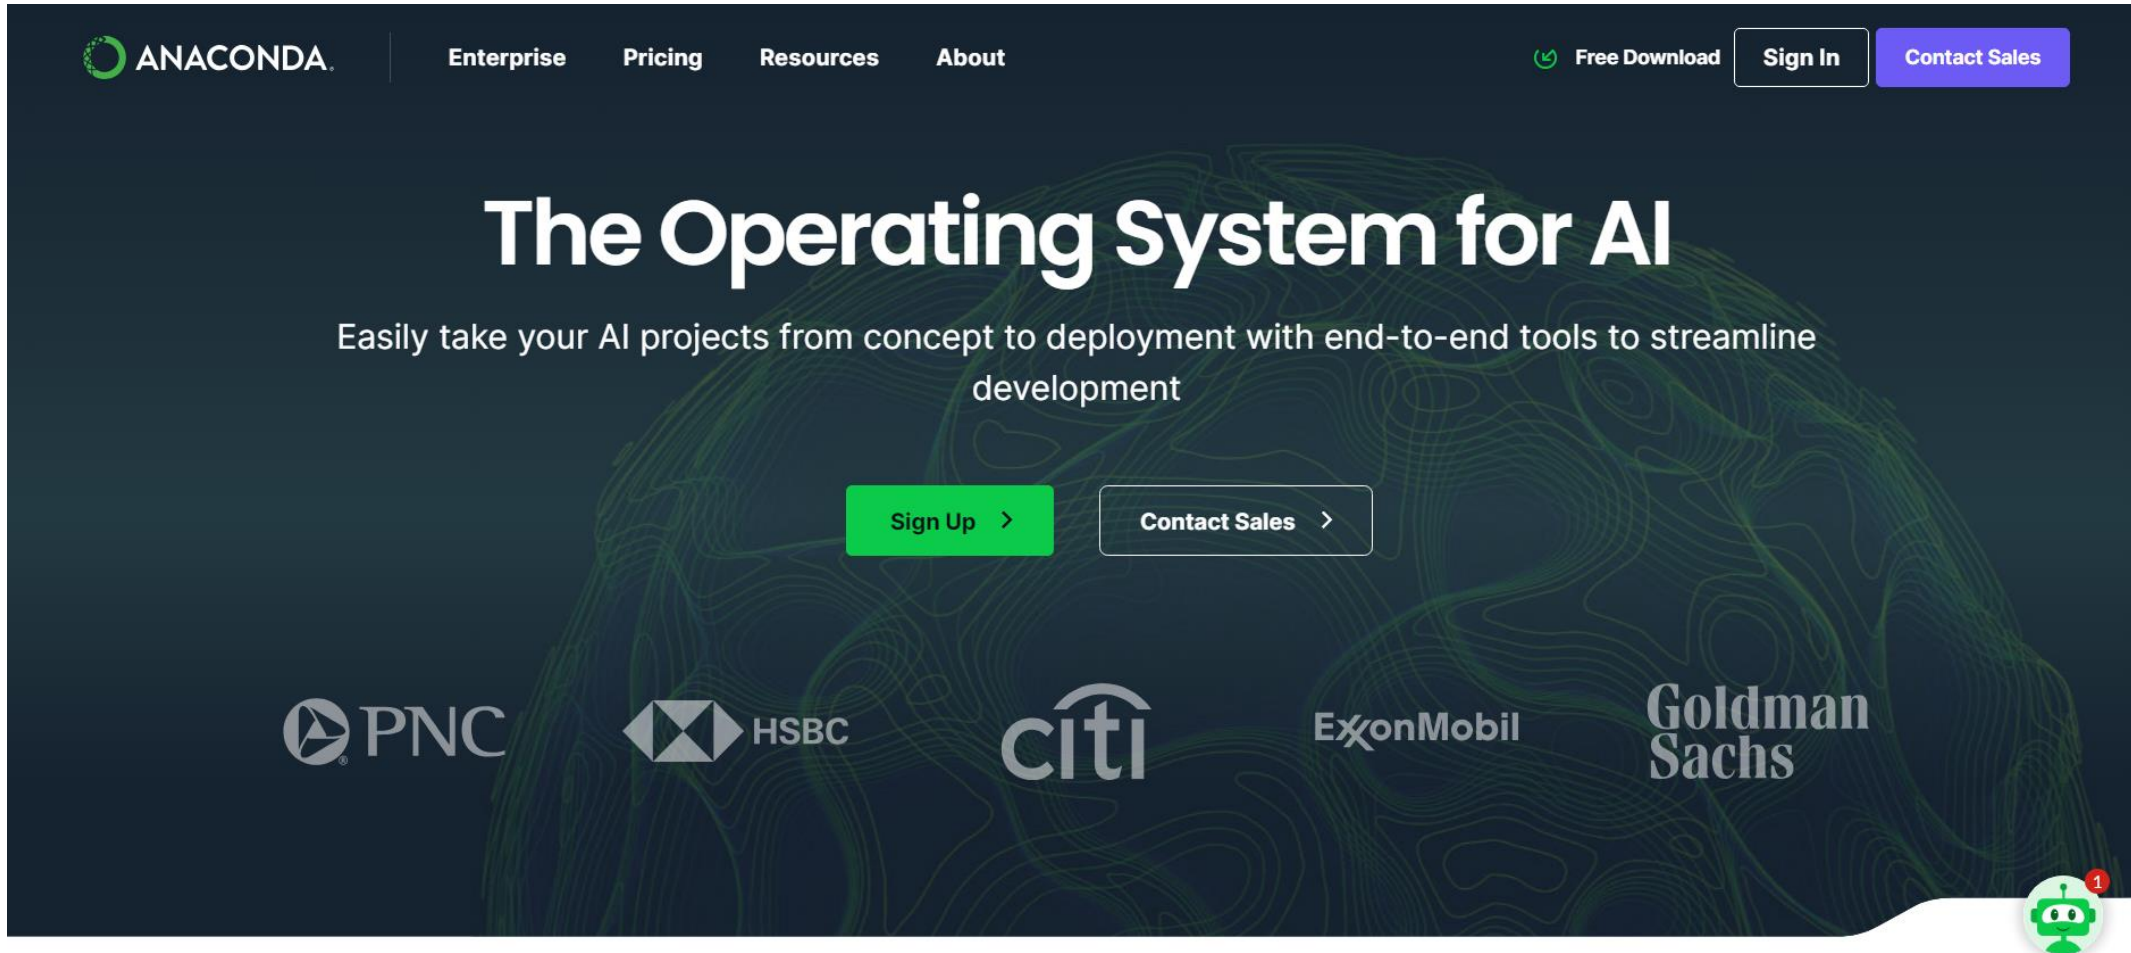 ANACONDA.
Enterprise Pricing Resources About
Free Download Sign In Contact Sales
The Operating System for AI
Easily take your AI projects from concept to deployment with end-to-end tools to streamline
development
Sign Up Contact Sales
PNC® HSBC citi ExxonMobil Goldman
Sachs
1